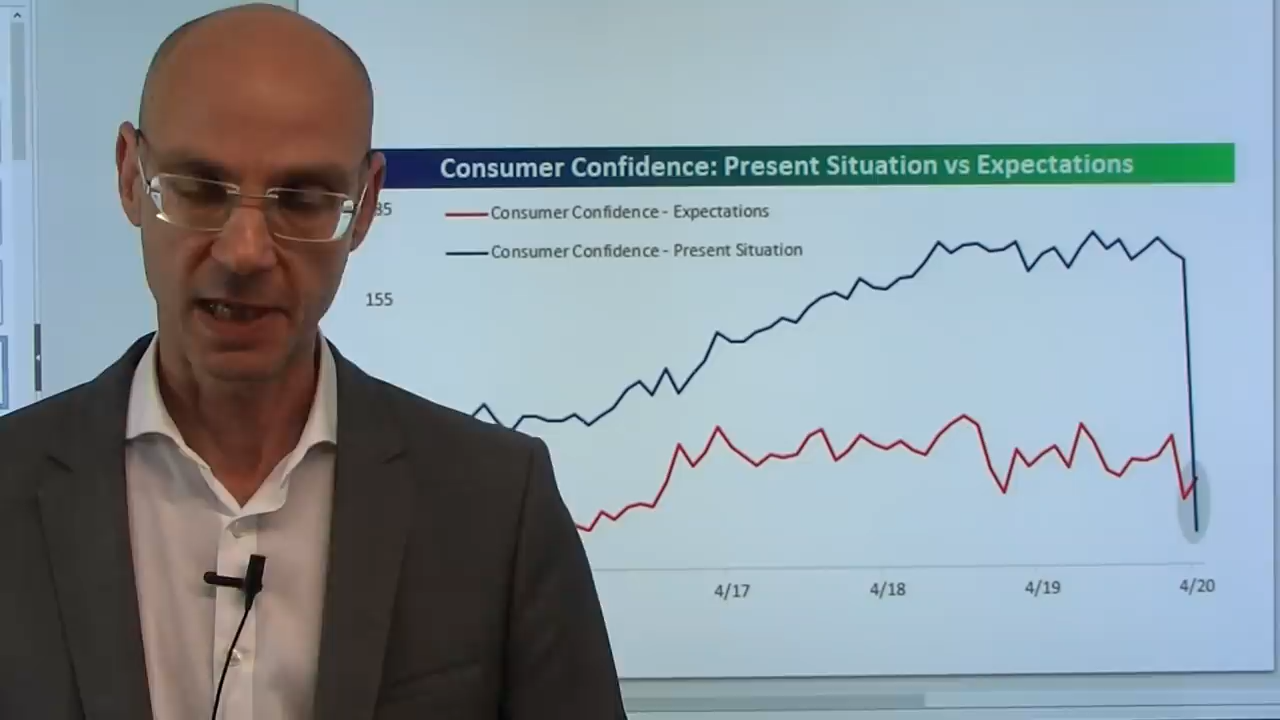 Consumer Confidence: Present Situation vs Expectations
Consumer Confidence - Expectations
Consumer Confidence - Present Situation
155
4/17 4/18 4/19 4/20